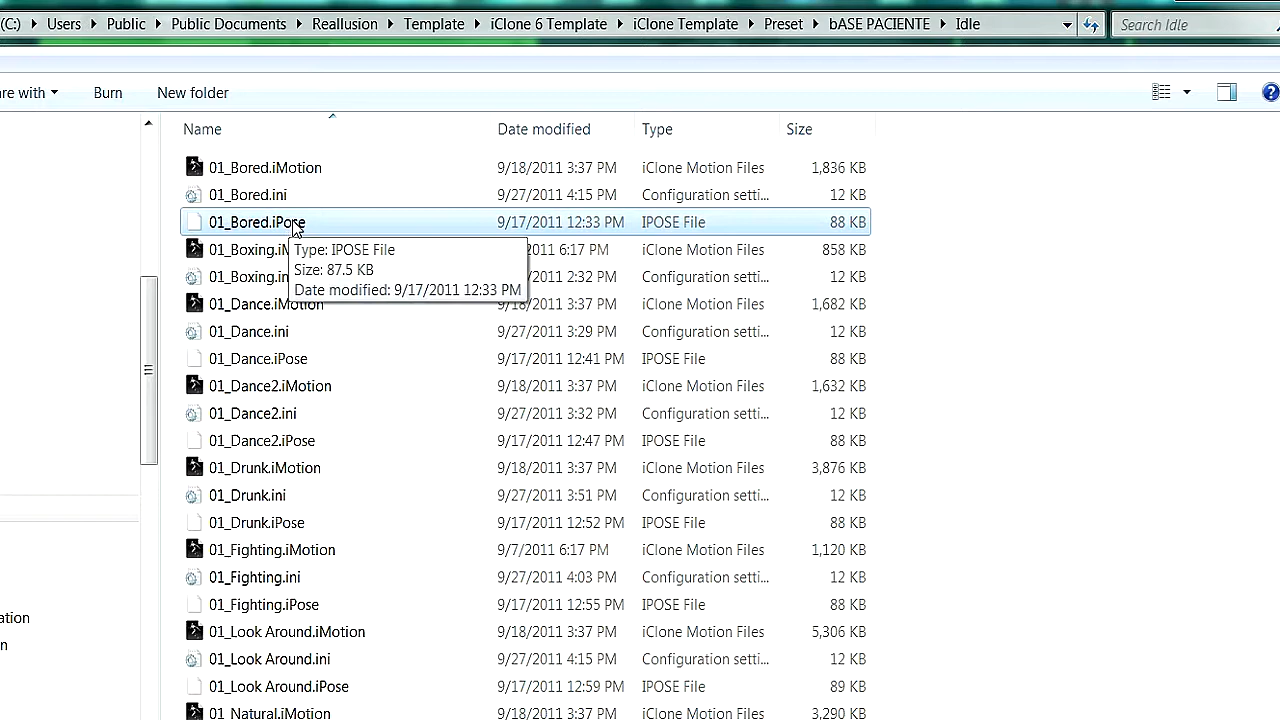 (C:) Users Public Public Documents Reallusion Template iClone 6 Template iClone Template Preset bASE PACIENTE Idle Search Idle
re with Burn New folder
Name Date modified Type Size
01_Bored.iMotion 9/18/2011 3:37 PM iClone Motion Files 1,836 KB
01_Bored.ini 9/27/2011 4:15 PM Configuration setti... 12 KB
01_Bored.iPose 9/17/2011 12:33 PM IPOSE File 88 KB
01_Boxing.iM 2011 6:17 PM iClone Motion Files 858 KB
Type: IPOSE File
Size: 87.5 KB
Date modified: 9/17/2011 12:33 PM
01_Boxing.in 2011 2:32 PM Configuration setti... 12 KB
01_Dance.iMotion 9/18/2011 3:37 PM iClone Motion Files 1,682 KB
01_Dance.ini 9/27/2011 3:29 PM Configuration setti... 12 KB
01_Dance.iPose 9/17/2011 12:41 PM IPOSE File 88 KB
01_Dance2.iMotion 9/18/2011 3:37 PM iClone Motion Files 1,632 KB
01_Dance2.ini 9/27/2011 3:32 PM Configuration setti... 12 KB
01_Dance2.iPose 9/17/2011 12:47 PM IPOSE File 88 KB
01_Drunk.iMotion 9/18/2011 3:37 PM iClone Motion Files 3,876 KB
01_Drunk.ini 9/27/2011 3:51 PM Configuration setti... 12 KB
01_Drunk.iPose 9/17/2011 12:52 PM IPOSE File 88 KB
01_Fighting.iMotion 9/7/2011 6:17 PM iClone Motion Files 1,120 KB
01_Fighting.ini 9/27/2011 4:03 PM Configuration setti... 12 KB
01_Fighting.iPose 9/17/2011 12:55 PM IPOSE File 88 KB
ation
01_Look Around.iMotion 9/18/2011 3:37 PM iClone Motion Files 5,306 KB
n
01_Look Around.ini 9/27/2011 4:15 PM Configuration setti... 12 KB
01_Look Around.iPose 9/17/2011 12:59 PM IPOSE File 89 KB
01_Natural.iMotion 9/18/2011 3:37 PM iClone Motion Files 3,290 KB